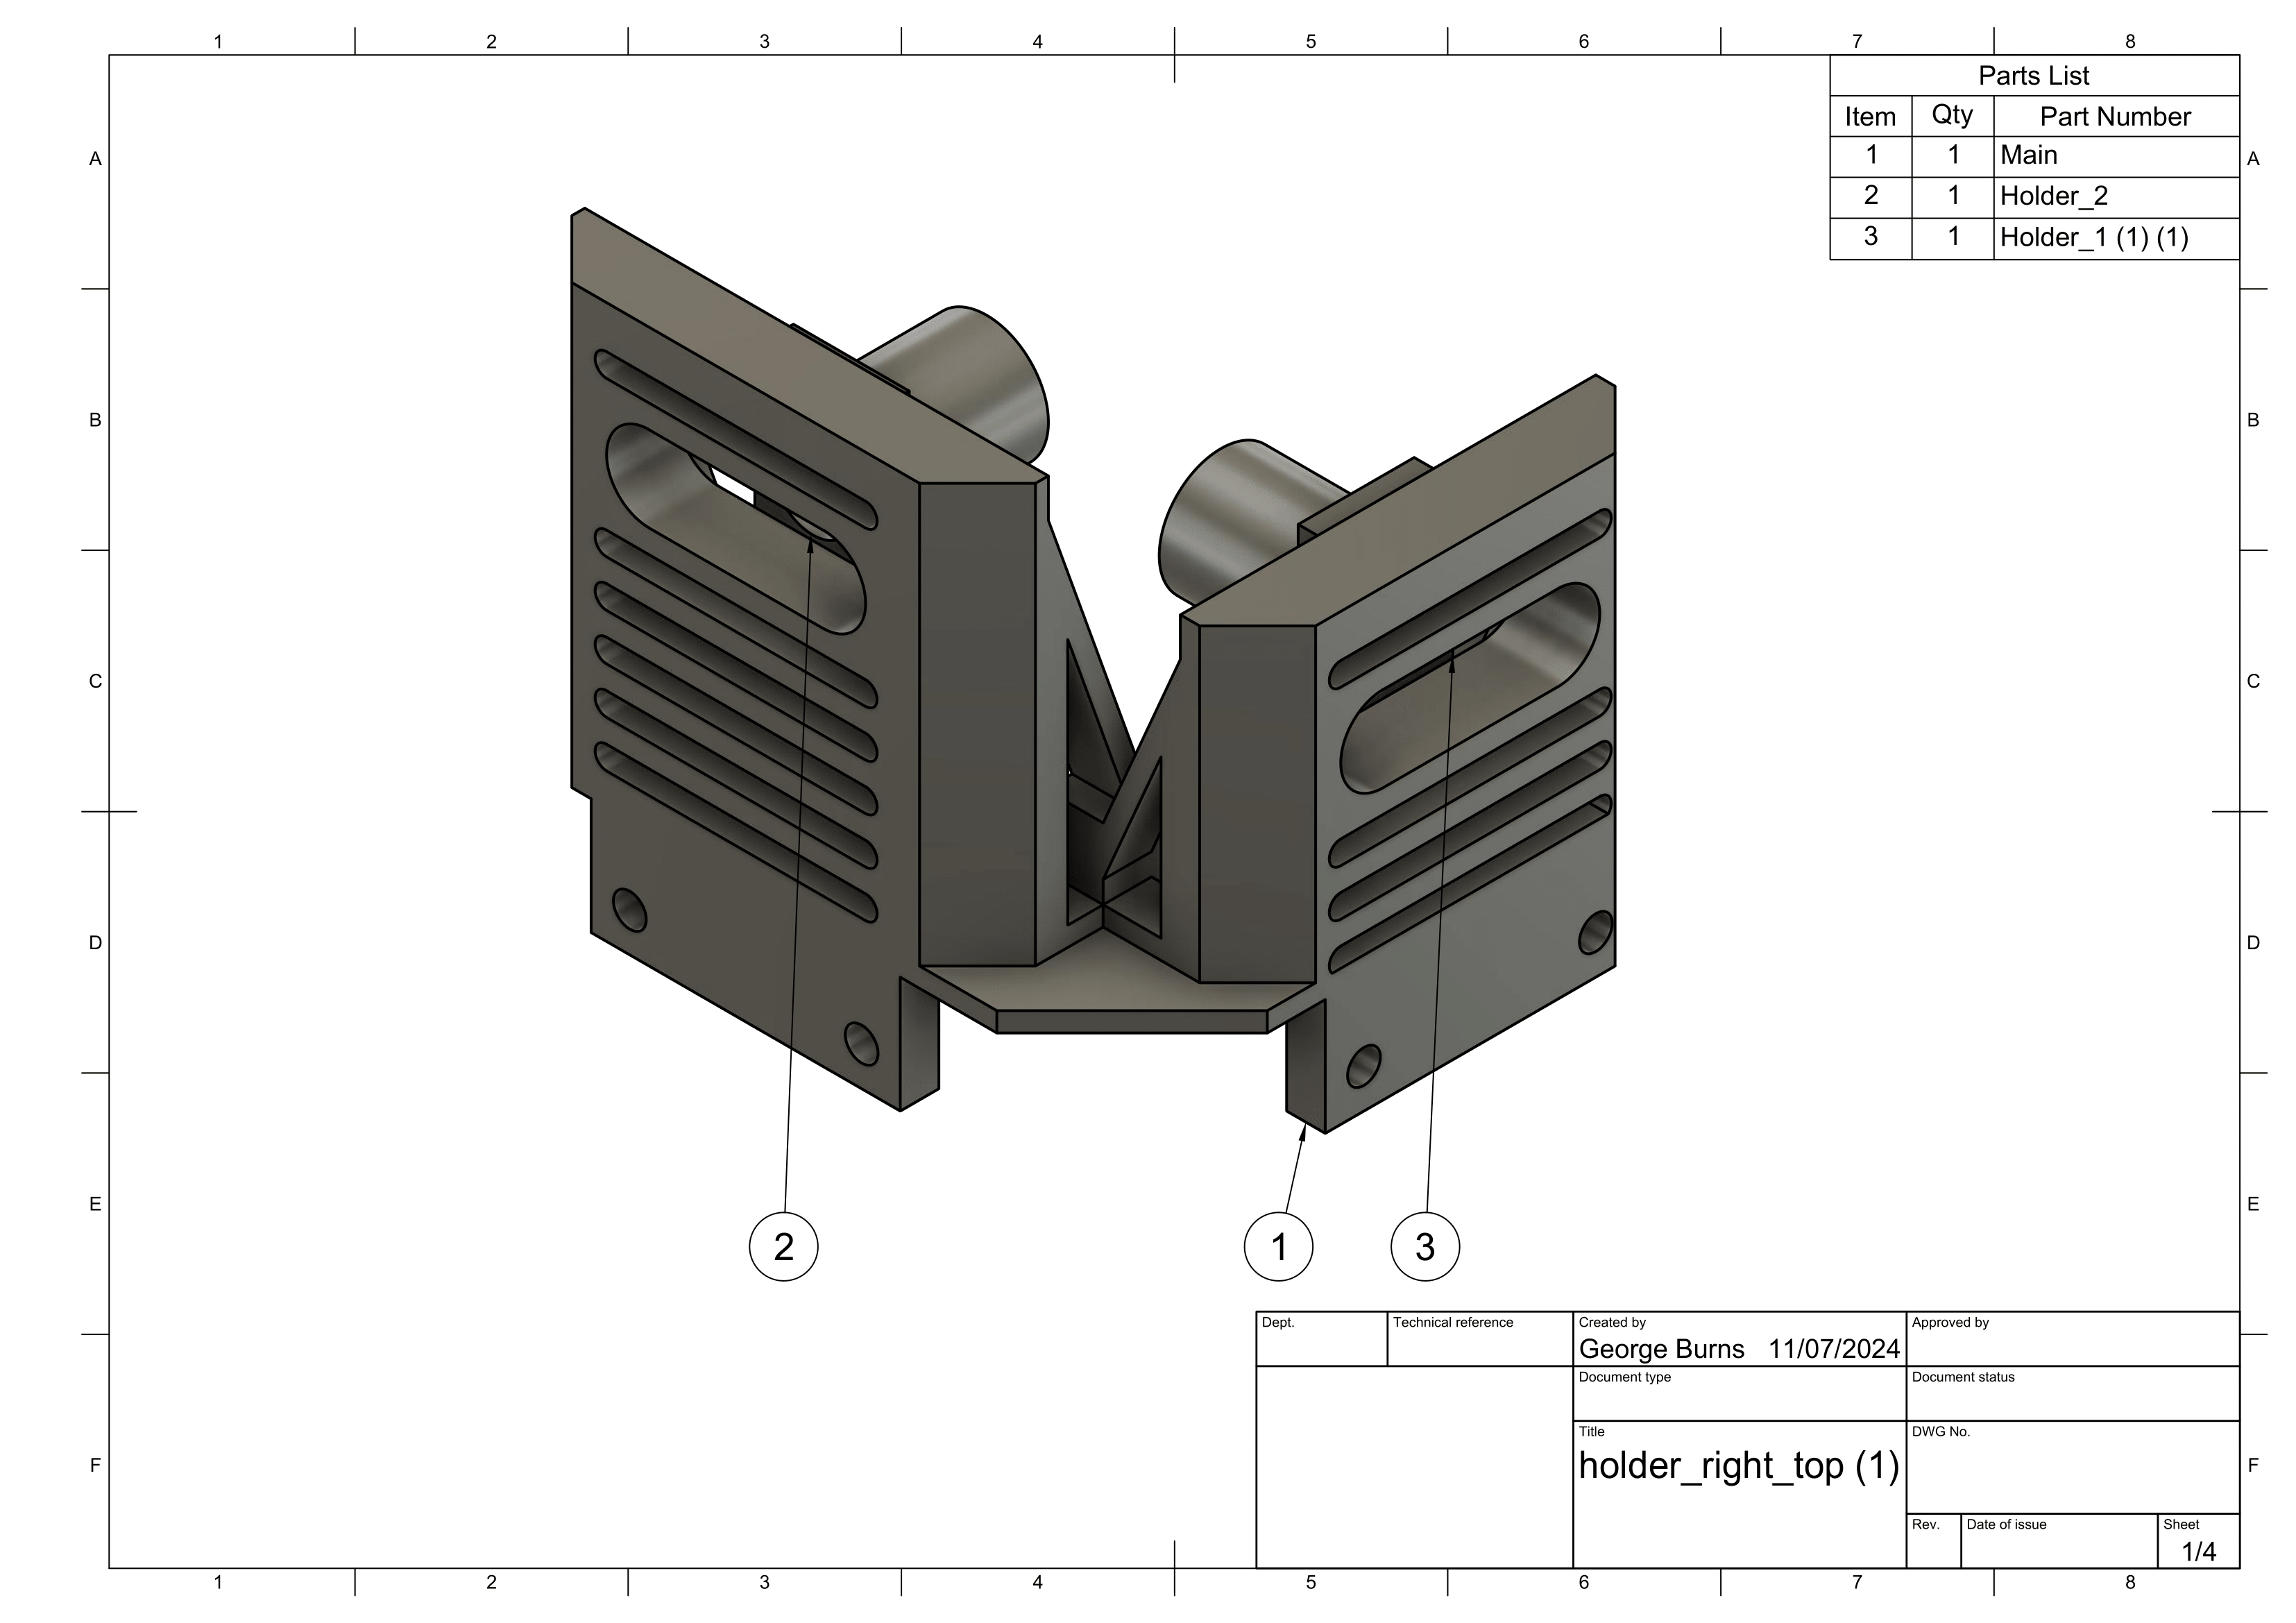 1 2 3 4 5 6 7 8
Parts List
Item Qty Part Number
1 1 Main
2 1 Holder_2
3 1 Holder_1 (1) (1)
A A
B B
C C
D D
E E
F F
2 1 3
Dept. Technical reference Created by Approved by
George Burns 11/07/2024
Document type Document status
Title DWG No.
holder_right_top (1)
Rev. Date of issue Sheet
1/4
1 2 3 4 5 6 7 8